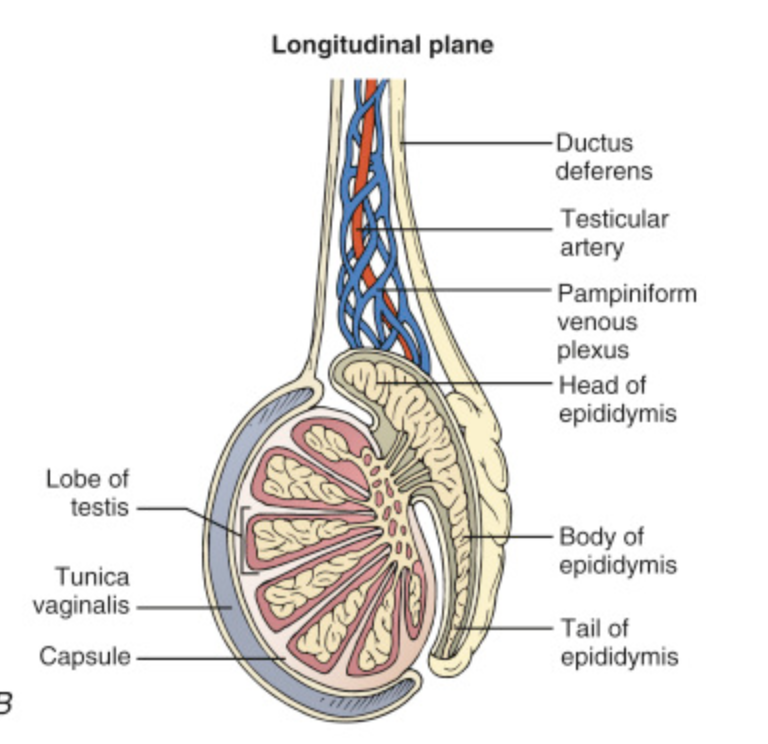 Longitudinal plane
Ductus
deferens
Testicular
artery
Pampiniform
venous
plexus
Head of
epididymis
Lobe of
testis
Body of
epididymis
Tunica
vaginalis
Tail of
epididymis
Capsule
B